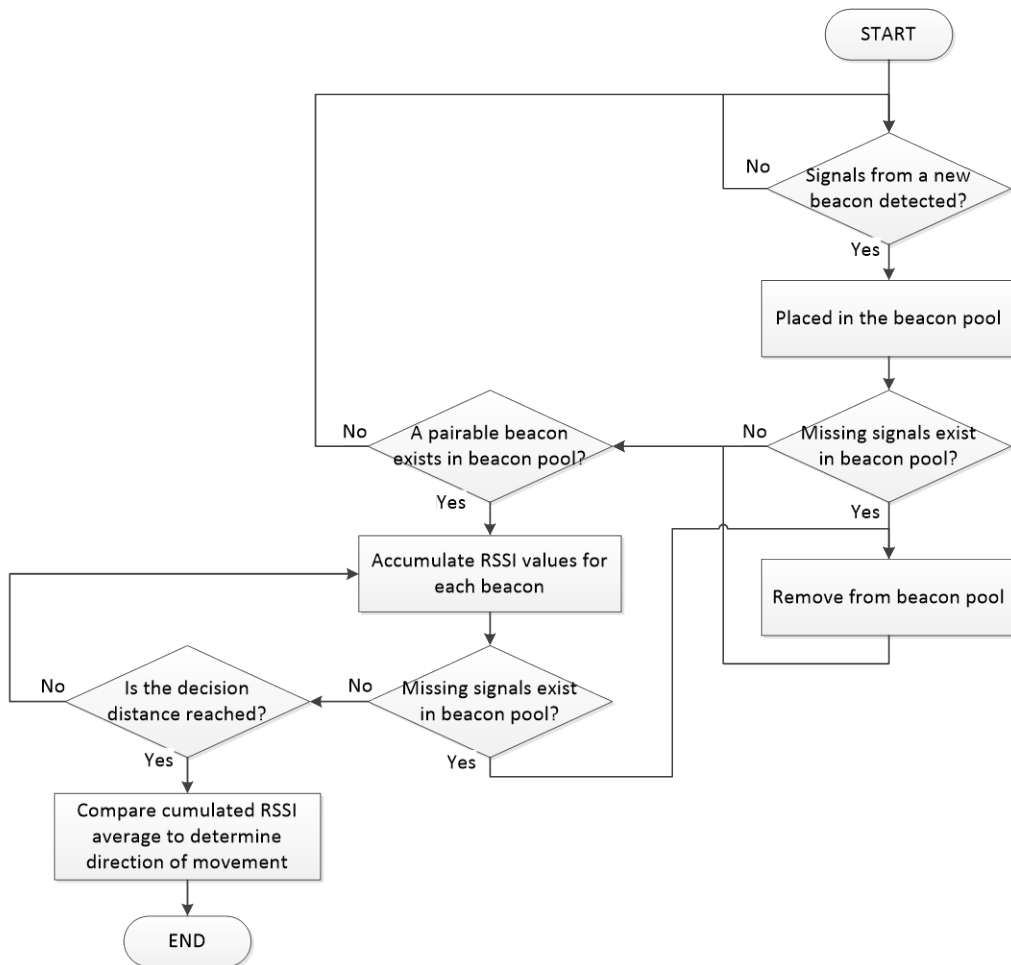 START
No
Signals from a new
beacon detected?
Yes
Placed in the beacon pool
No
A pairable beacon
exists in beacon pool?
Yes
No
Missing signals exist
in beacon pool?
Yes
Accumulate RSSI values for
each beacon
Remove from beacon pool
No
Is the decision
distance reached?
Yes
No
Missing signals exist
in beacon pool?
Yes
Compare cumulated RSSI
average to determine
direction of movement
END